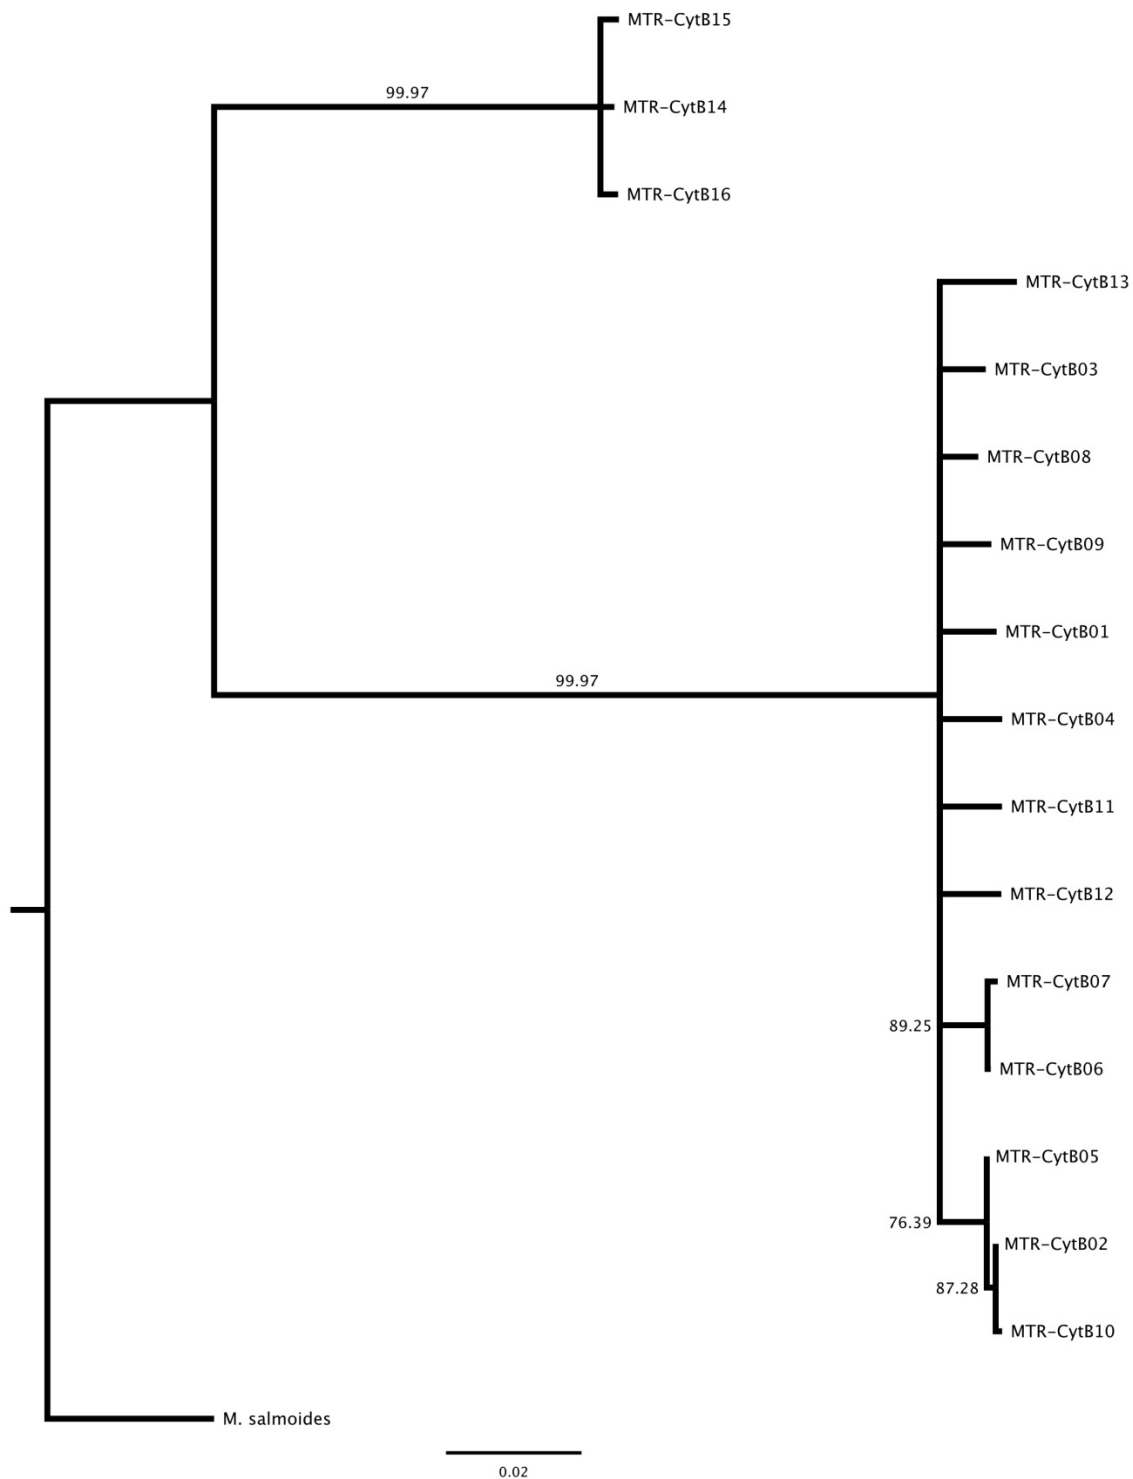 MTR-CytB15
99.97
MTR-CytB14
MTR-CytB16
MTR-CytB13
MTR-CytB03
MTR-CytB08
MTR-CytB09
MTR-CytB01
99.97
MTR-CytB04
MTR-CytB11
MTR-CytB12
MTR-CytB07
89.25
MTR-CytB06
MTR-CytB05
76.39
MTR-CytB02
87.28
MTR-CytB10
M. salmoides
0.02